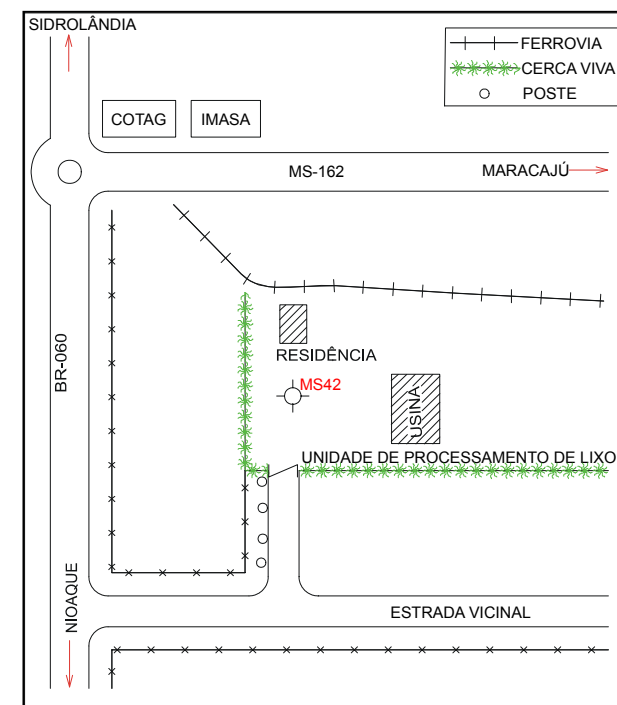 SIDROLÂNDIA
FERROVIA
CERCA VIVA
POSTE
COTAG
IMASA
MS-162
MARACAJÚ
BR-060
RESIDÊNCIA
MS42
USINA
UNIDADE DE PROCESSAMENTO DE LIXO
NIOAQUE
ESTRADA VICINAL